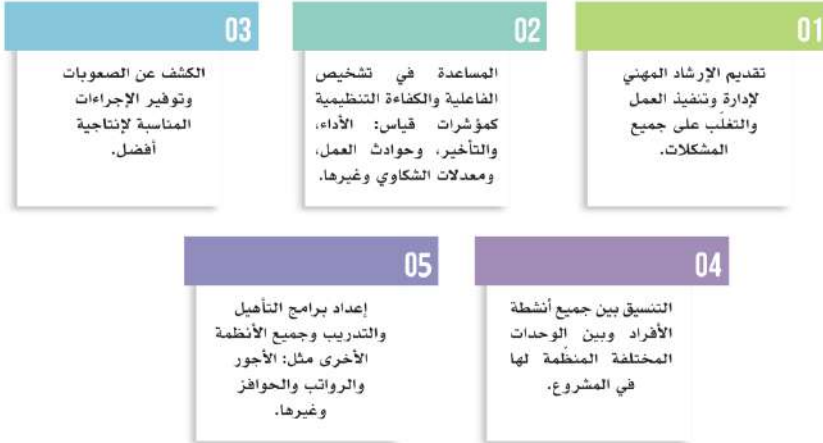 01
تقديم الإرشاد المهني
لإدارة وتنفيذ العمل
والتغلّب على جميع
المشكلات.
02
المساعدة في تشخيص
الفاعلية والكفاءة التنظيمية
كمؤشرات قياس: الأداء،
والتأخير، وحوادث العمل،
ومعدلات الشكاوي وغيرها.
03
الكشف عن الصعوبات
وتوفير الإجراءات
المناسبة لإنتاجية
أفضل.
04
التنسيق بين جميع أنشطة
الأفراد وبين الوحدات
المختلفة المنظّمة لها
في المشروع.
05
إعداد برامج التأهيل
والتدريب وجميع الأنظمة
الأخرى مثل: الأجور
والرواتب والحوافز
وغيرها.